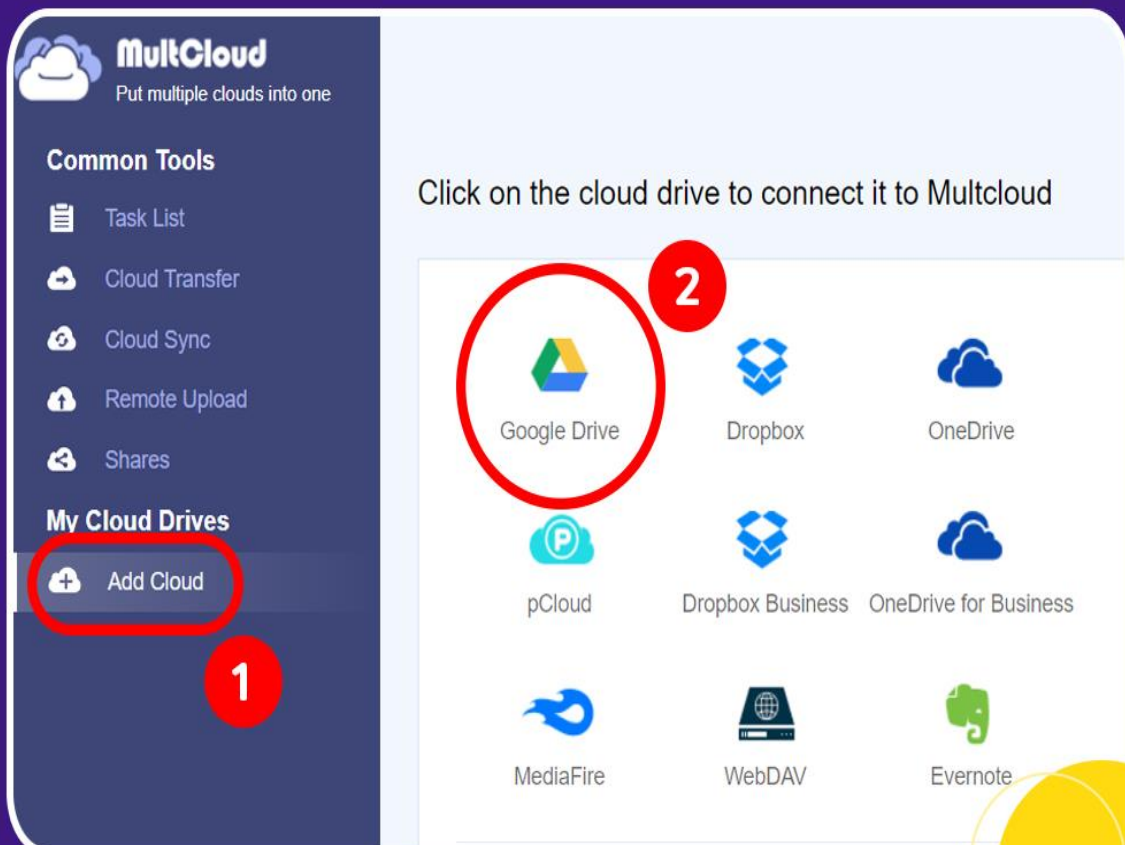 MultCloud
Put multiple clouds into one
Common Tools
Task List
Cloud Transfer
Cloud Sync
Remote Upload
Shares
My Cloud Drives
Add Cloud
1
Click on the cloud drive to connect it to Multcloud
2
Google Drive
Dropbox
OneDrive
P
pCloud
Dropbox Business
OneDrive for Business
MediaFire
WebDAV
Evernote